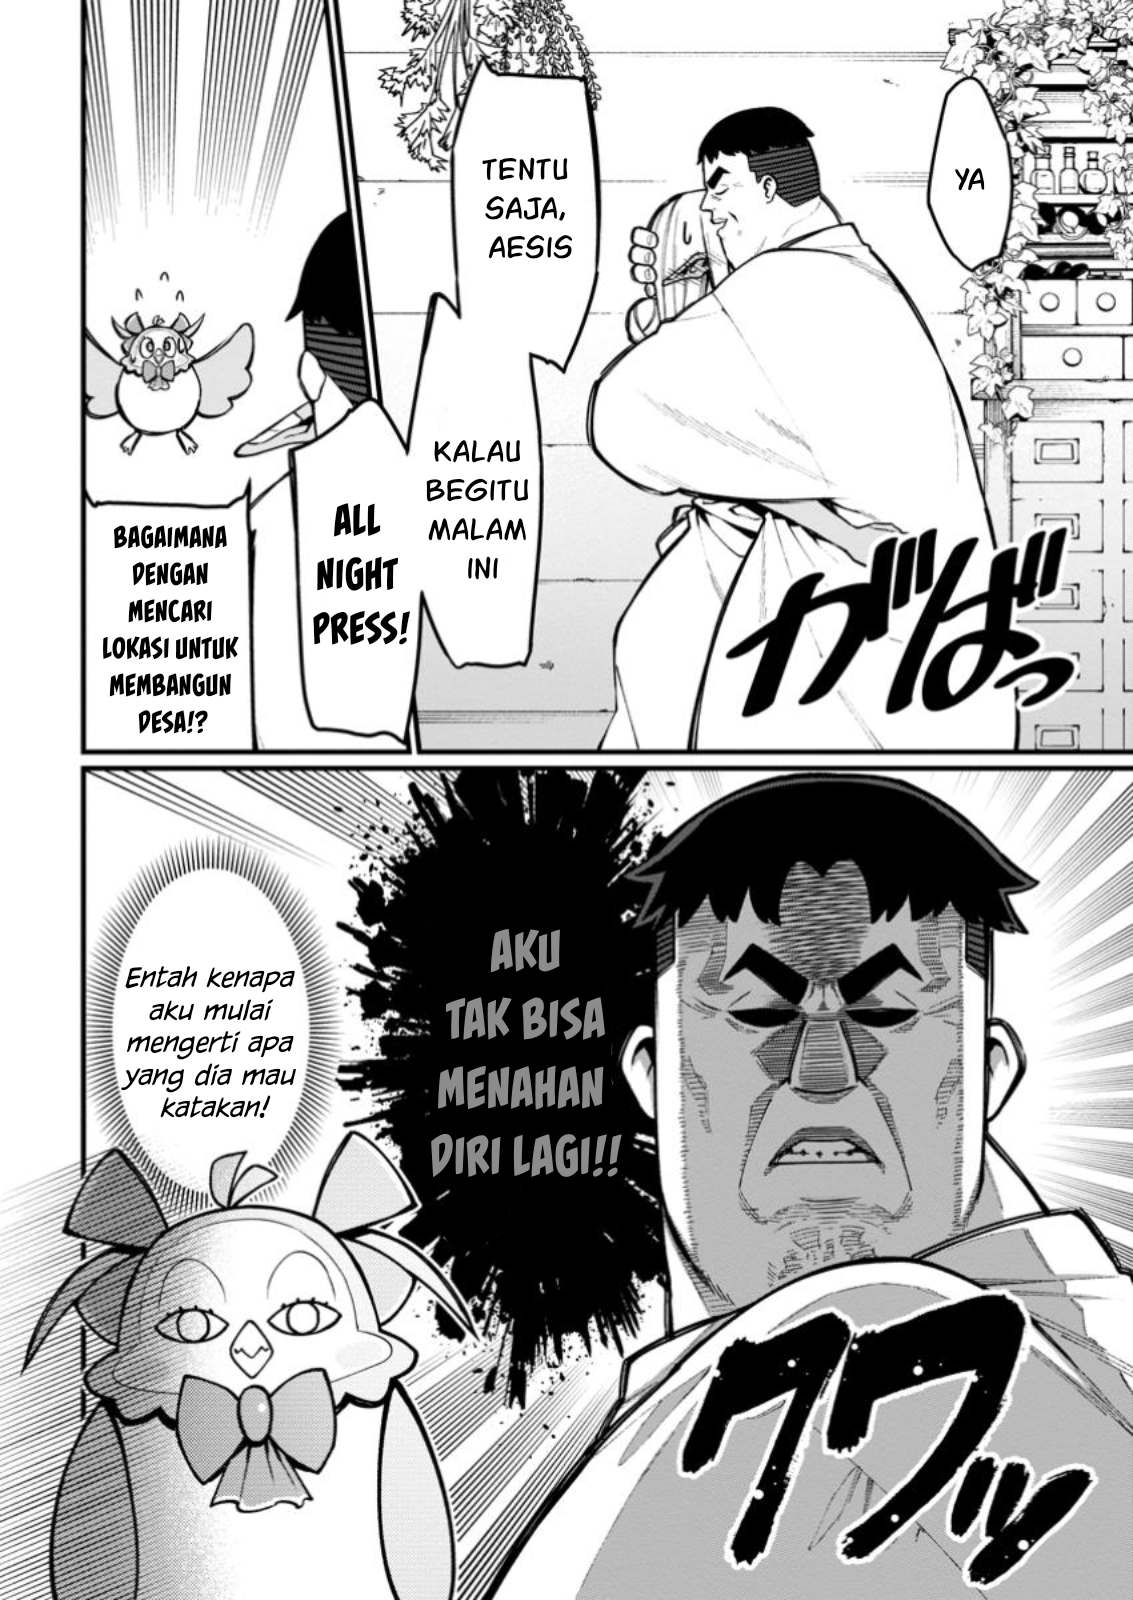 YA
TENTU
SAJA,
AESIS
KALAU
BEGITU
MALAM
INI
ガばっ
ALL
NIGHT
PRESS!
BAGAIMANA
DENGAN
MENCARI
LOKASI UNTUK
MEMBANGUN
DESA!?
AKU
TAK BISA
MENAHAN
DIRI LAGI!!
Entah kenapa
aku mulai
mengerti apa
yang dia mau
katakan!
クワッ